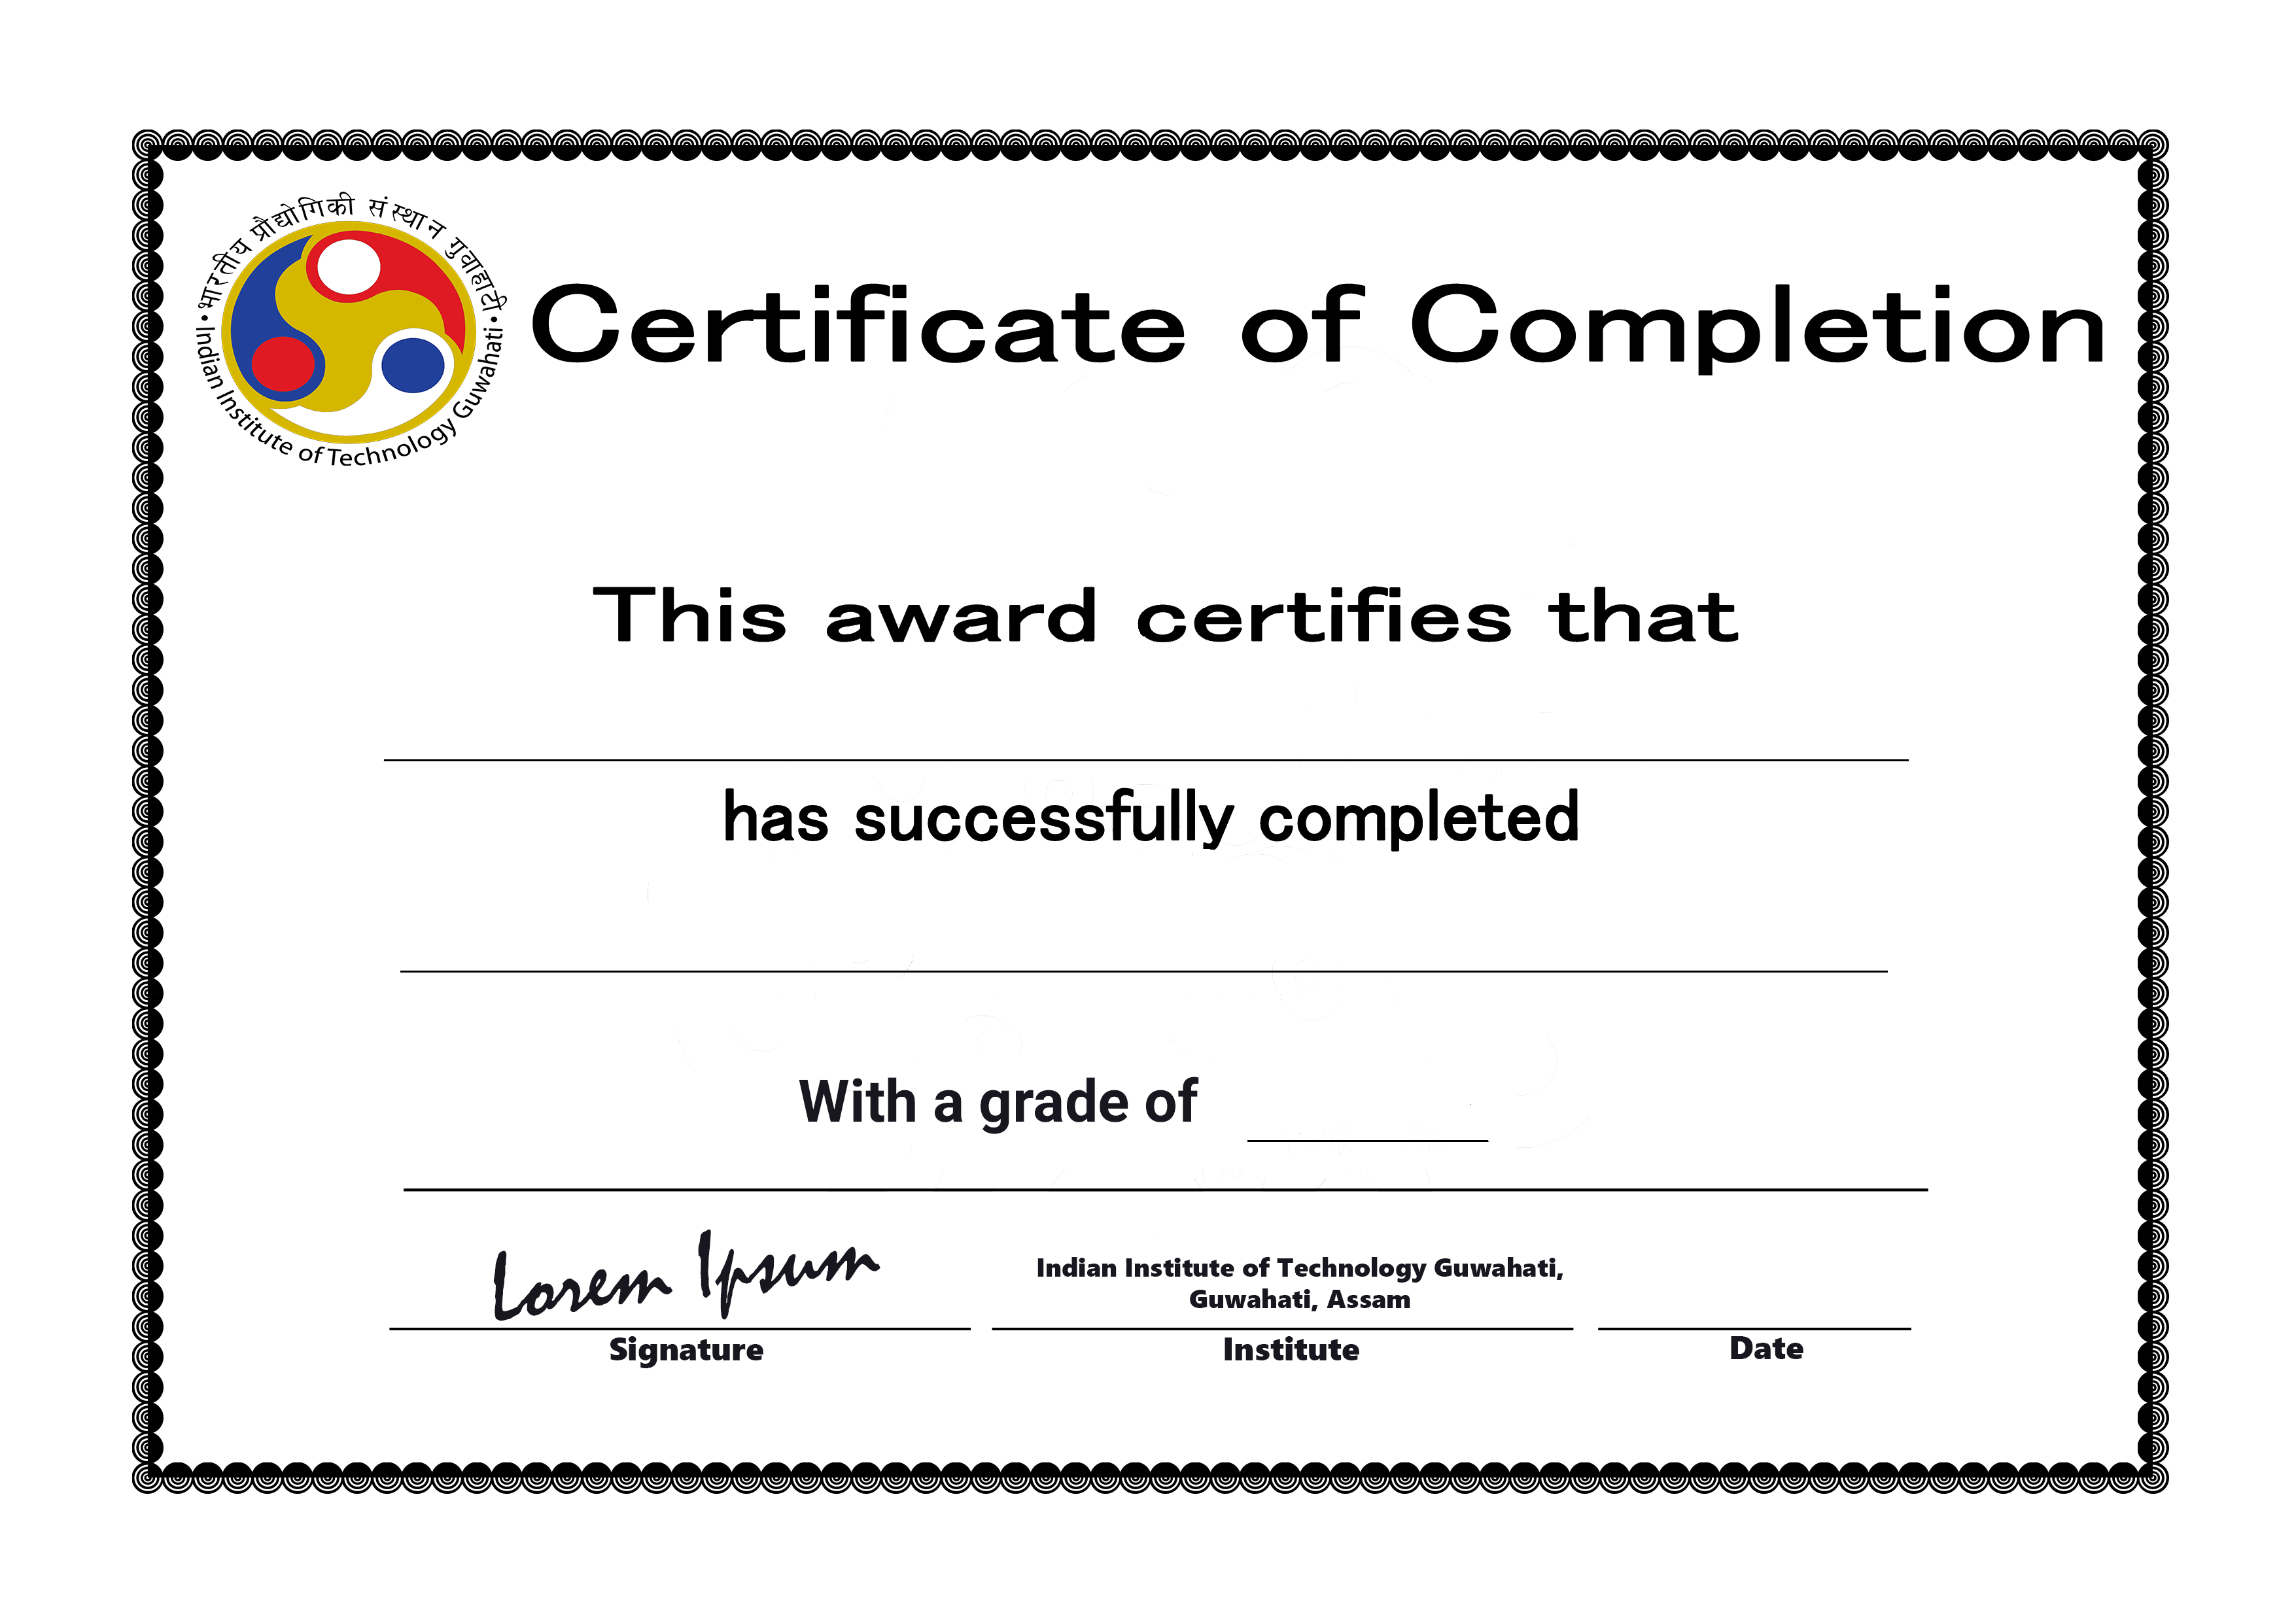 • भारतीय प्रौद्योगिकी संस्थान गुवाहाटी •
Indian Institute of Technology Guwahati
Certificate of Completion
This award certifies that
has successfully completed
With a grade of
Lorem Ipsum
Indian Institute of Technology Guwahati,
Guwahati, Assam
Signature
Institute
Date